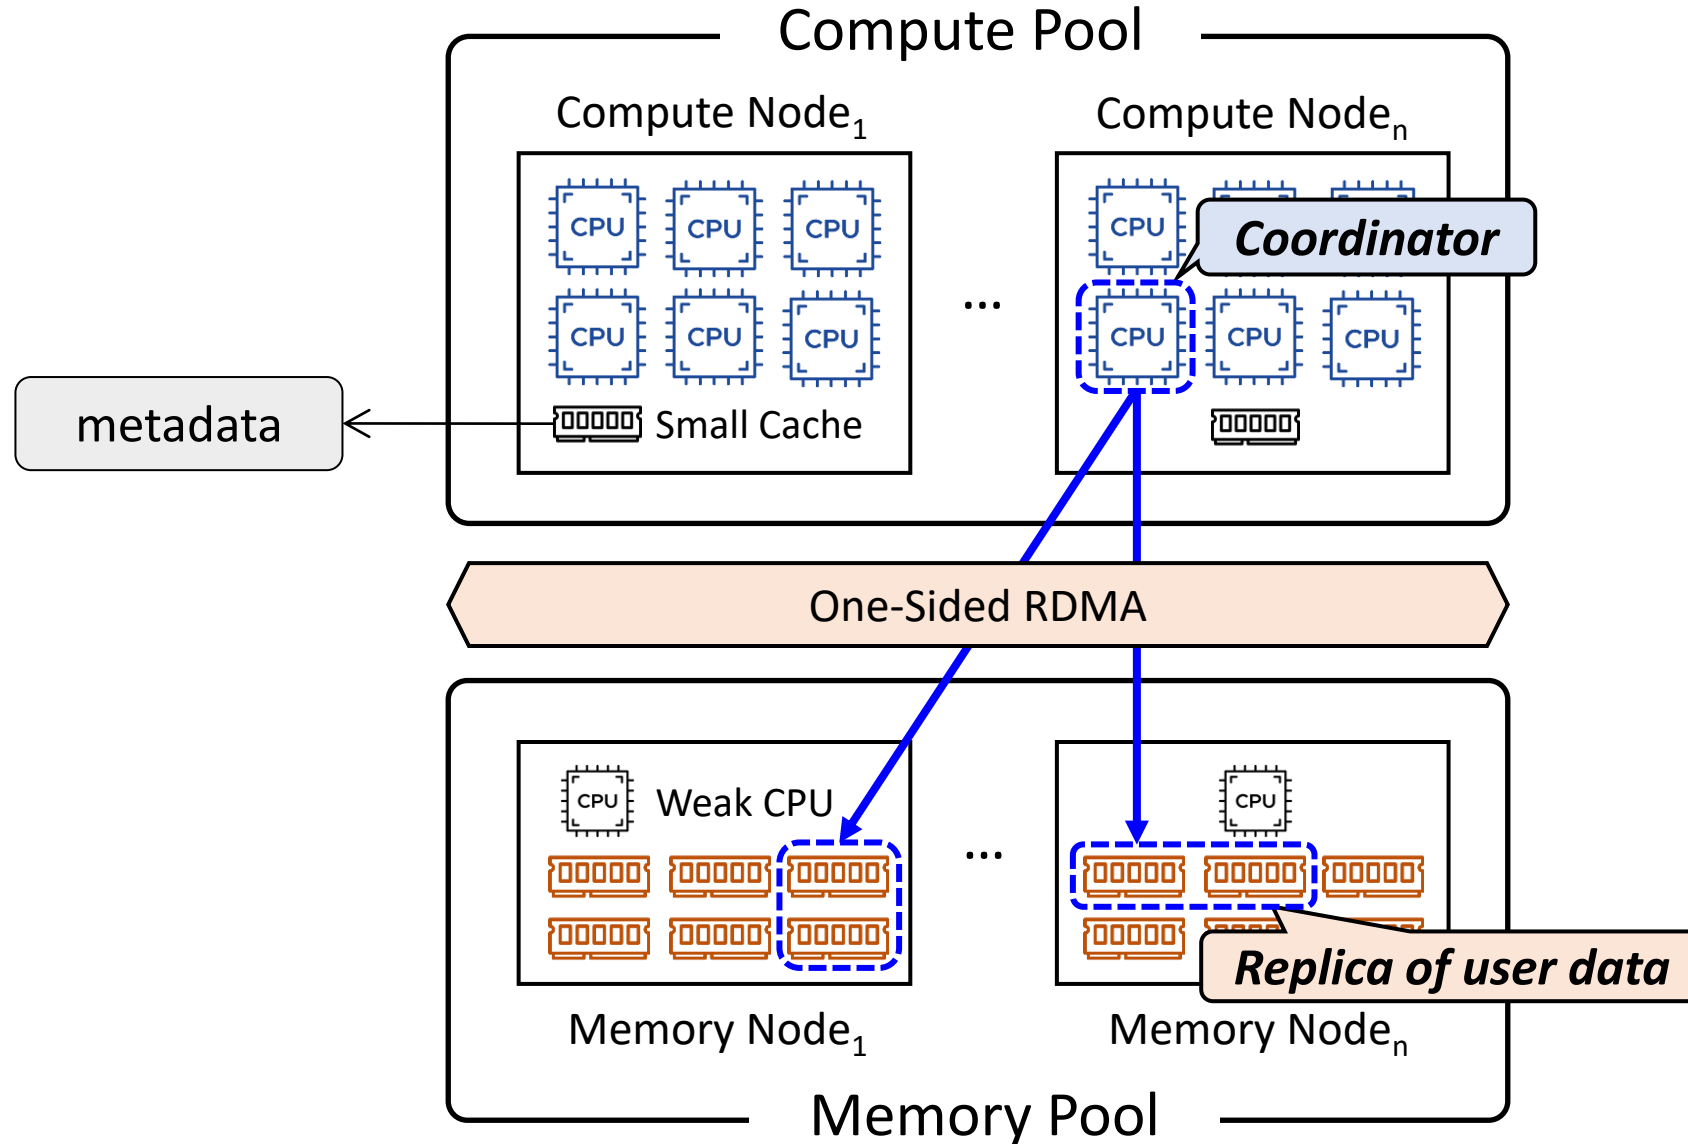 Compute Pool
Compute Node1
Compute Noden
CPU CPU CPU
CPU
Coordinator
CPU CPU CPU
...
CPU CPU CPU
metadata
Small Cache
One-Sided RDMA
CPU
Weak CPU
CPU
...
Replica of user data
Memory Node1
Memory Noden
Memory Pool